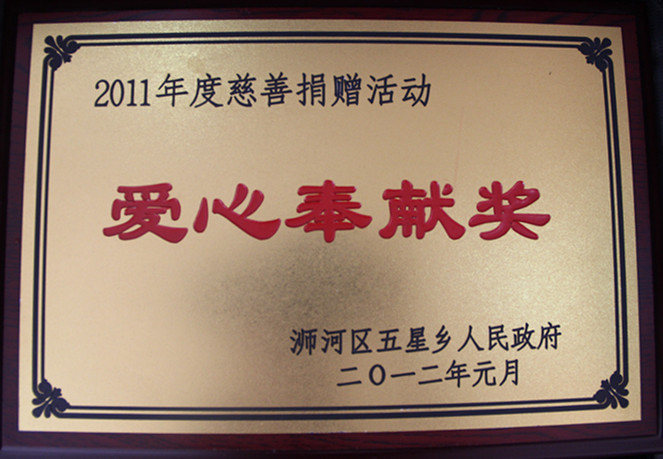 2011年度慈善捐赠活动
爱心奉献奖
浉河区五星乡人民政府
二〇一二年元月